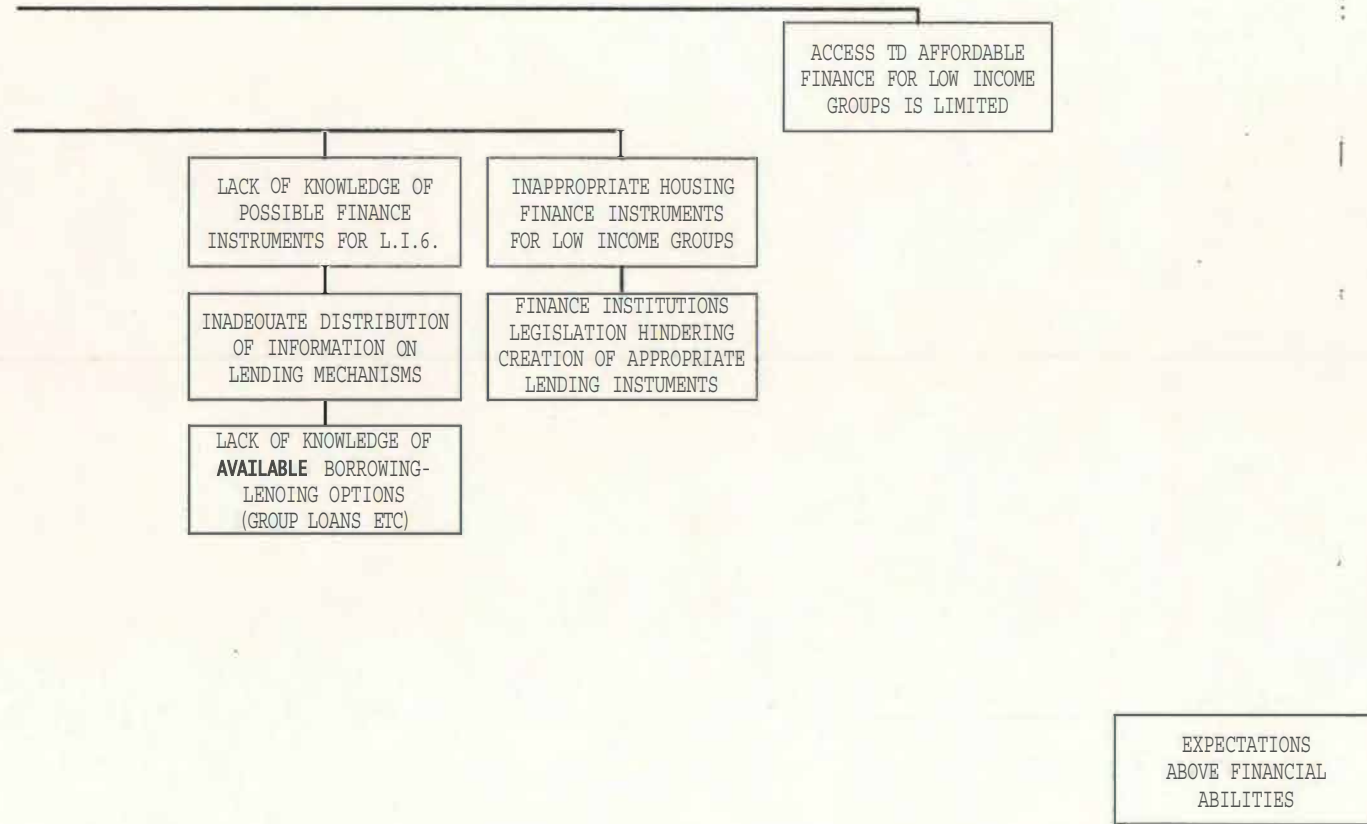 ACCESS TD AFFORDABLE
FINANCE FOR LOW INCOME
GROUPS IS LIMITED
LACK OF KNOWLEDGE OF
POSSIBLE FINANCE
INSTRUMENTS FOR L.I.6.
INAPPROPRIATE HOUSING
FINANCE INSTRUMENTS
FOR LOW INCOME GROUPS
INADEOUATE DISTRIBUTION
OF INFORMATION ON
LENDING MECHANISMS
FINANCE INSTITUTIONS
LEGISLATION HINDERING
CREATION OF APPROPRIATE
LENDING INSTUMENTS
LACK OF KNOWLEDGE OF
AVAILABLE BORROWING-
LENOING OPTIONS
(GROUP LOANS ETC)
EXPECTATIONS
ABOVE FINANCIAL
ABILITIES